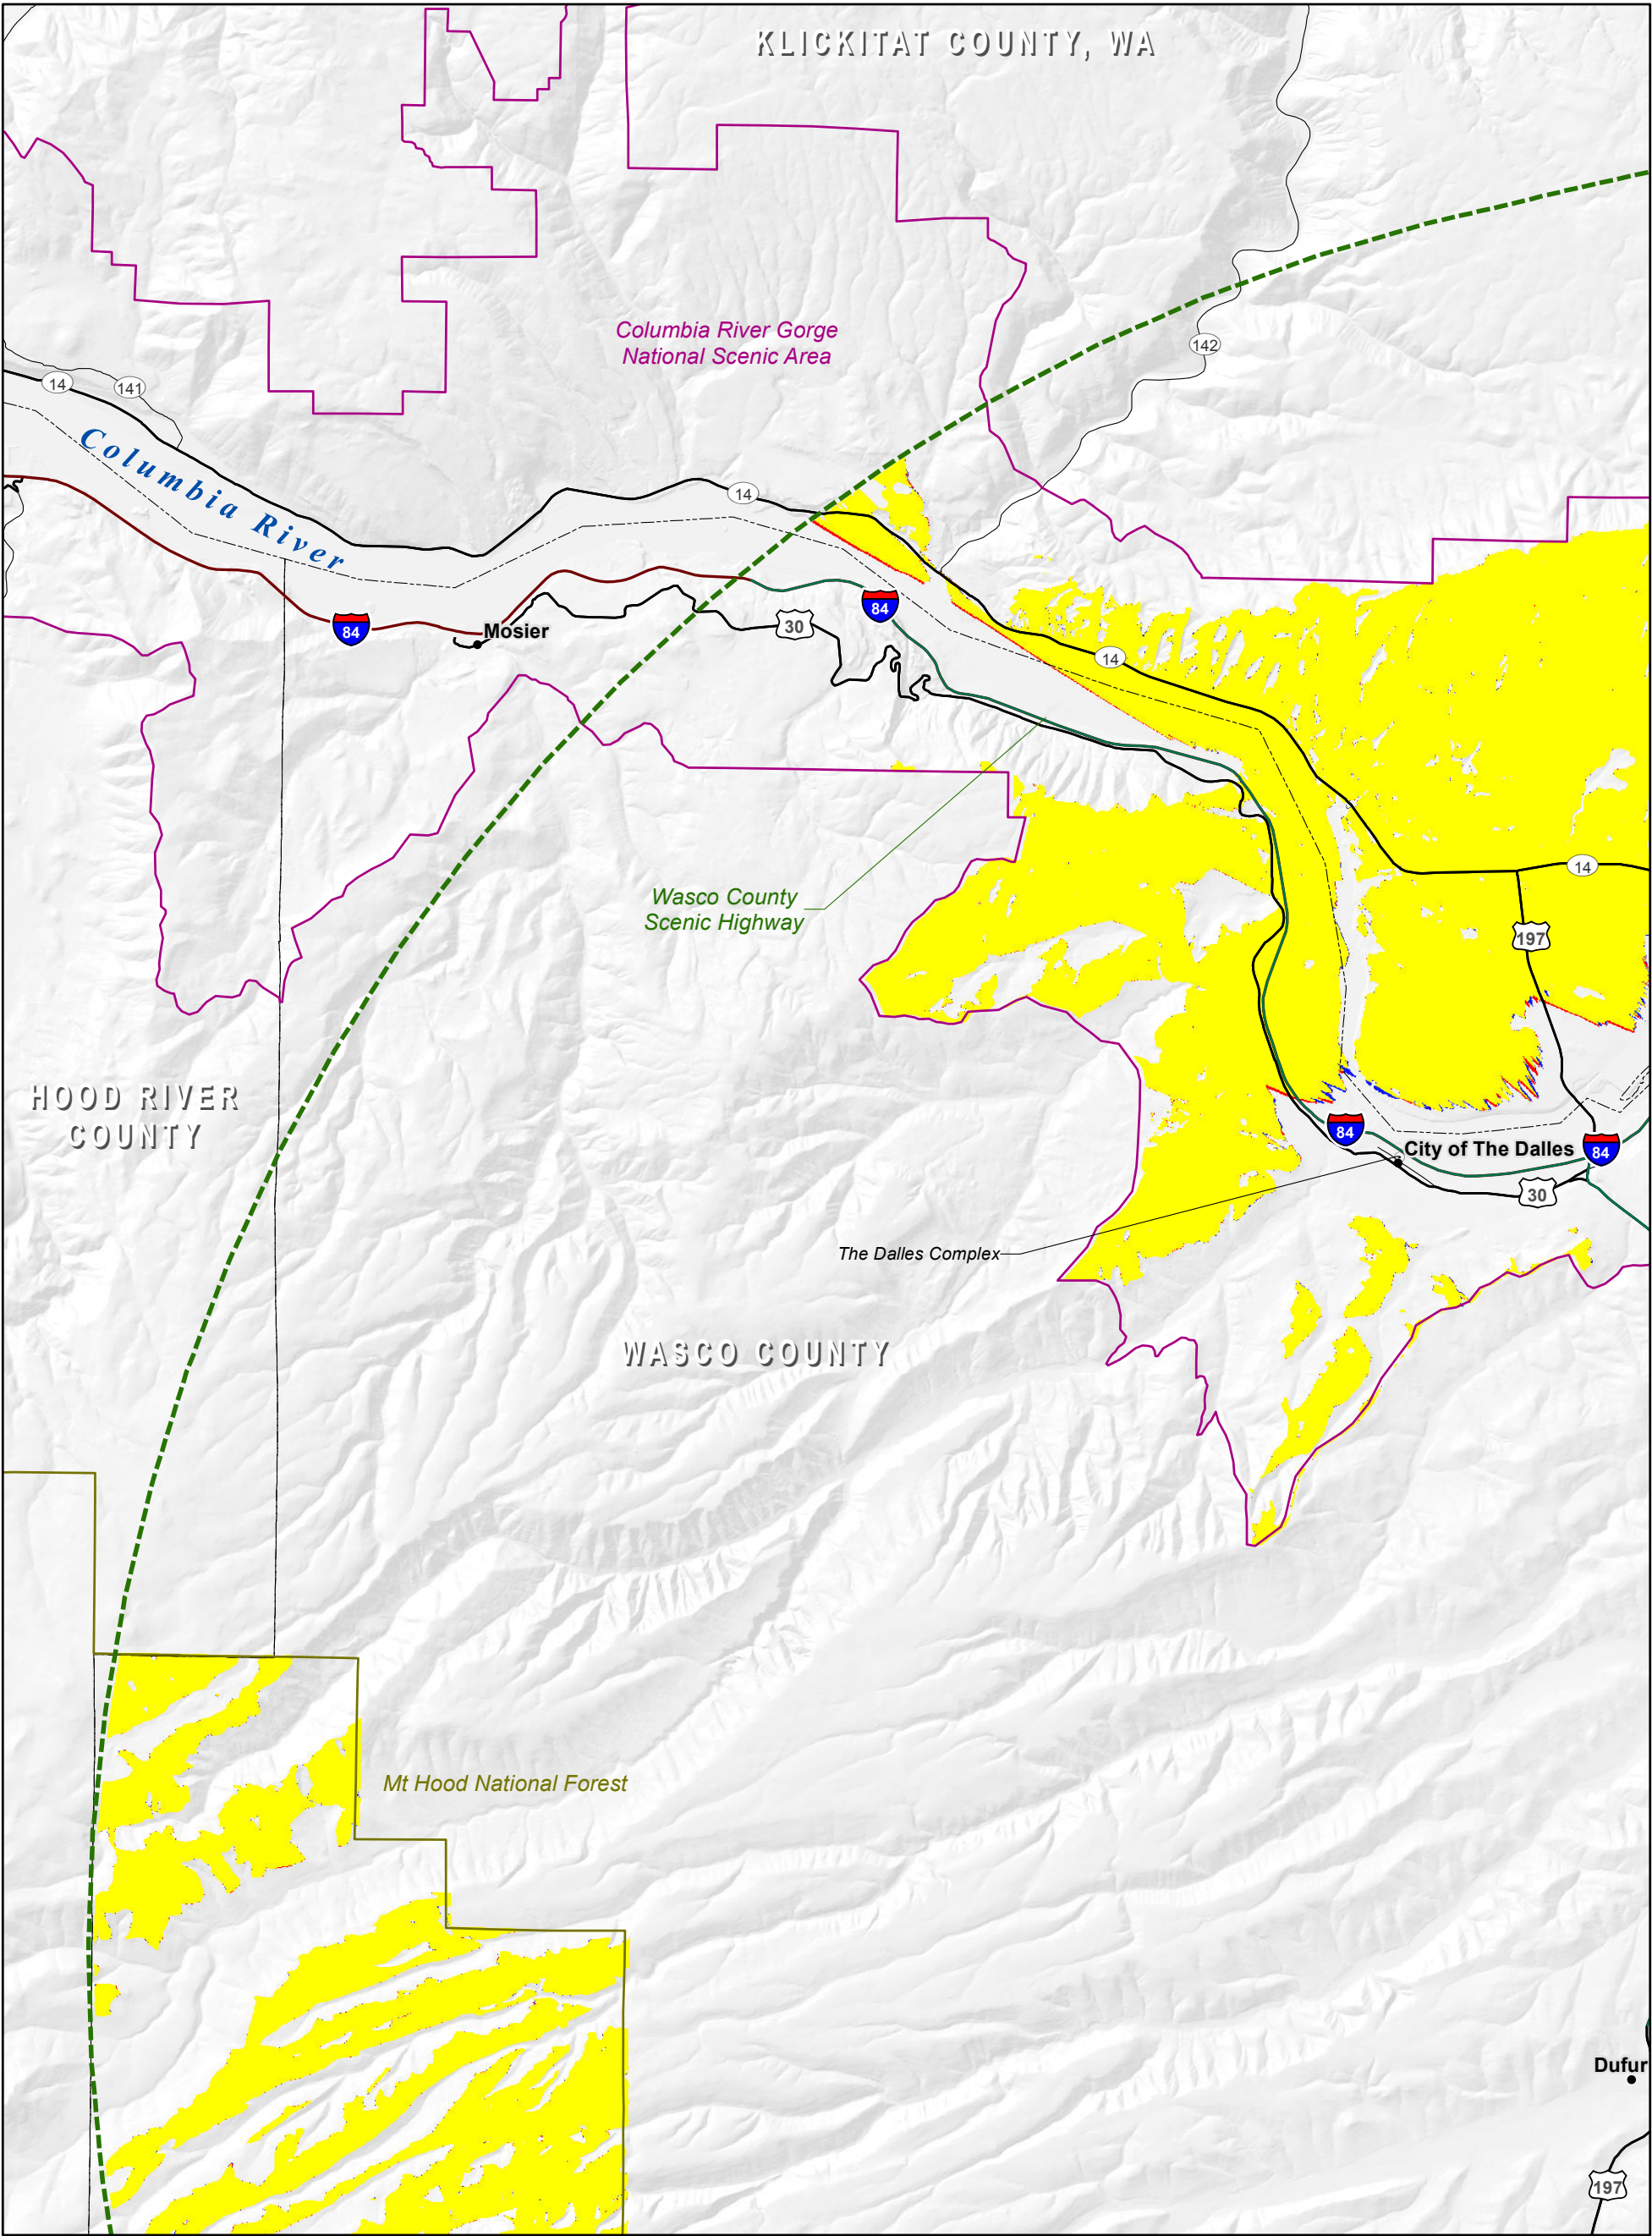 KLICKITAT COUNTY, WA
Columbia River Gorge
National Scenic Area
142
14
141
Columbia River
14
84
Mosier
30
84
14
14
Wasco County
Scenic Highway
197
HOOD RIVER
COUNTY
84
City of The Dalles
84
30
The Dalles Complex
WASCO COUNTY
Mt Hood National Forest
Dufur
197